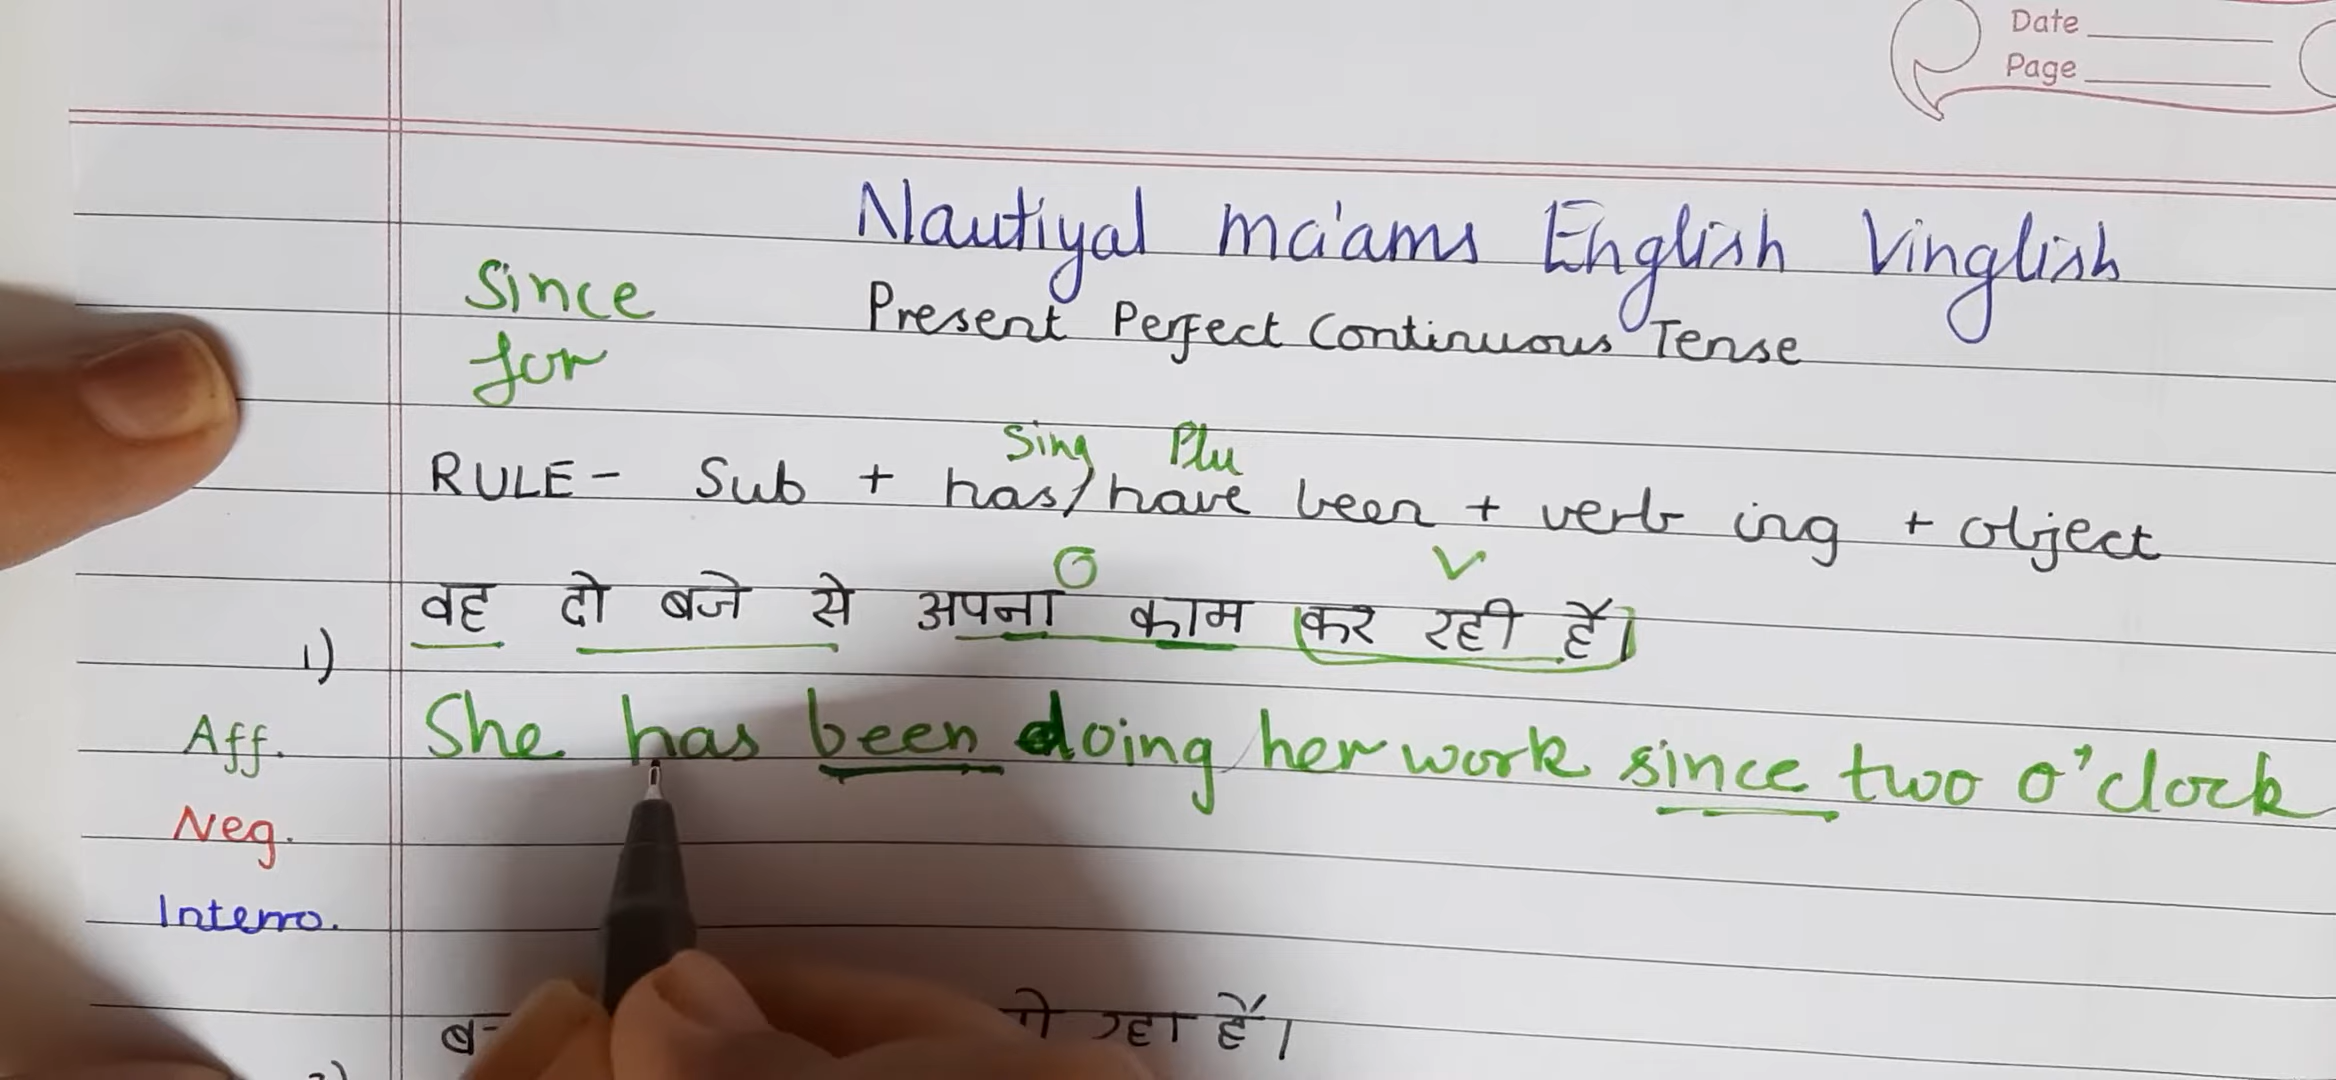 Date
Page
Nautiyal ma'ams English Vinglish
Since
Present Perfect Continuous Tense
for
Sing Plu
RULE- Sub + has/have been + verb ing + object
O V
वह दो बजे से अपना काम कर रही हैं।
1)
Aff. She has been doing her work since two o'clock
Neg.
Interro.
रहा हैं।